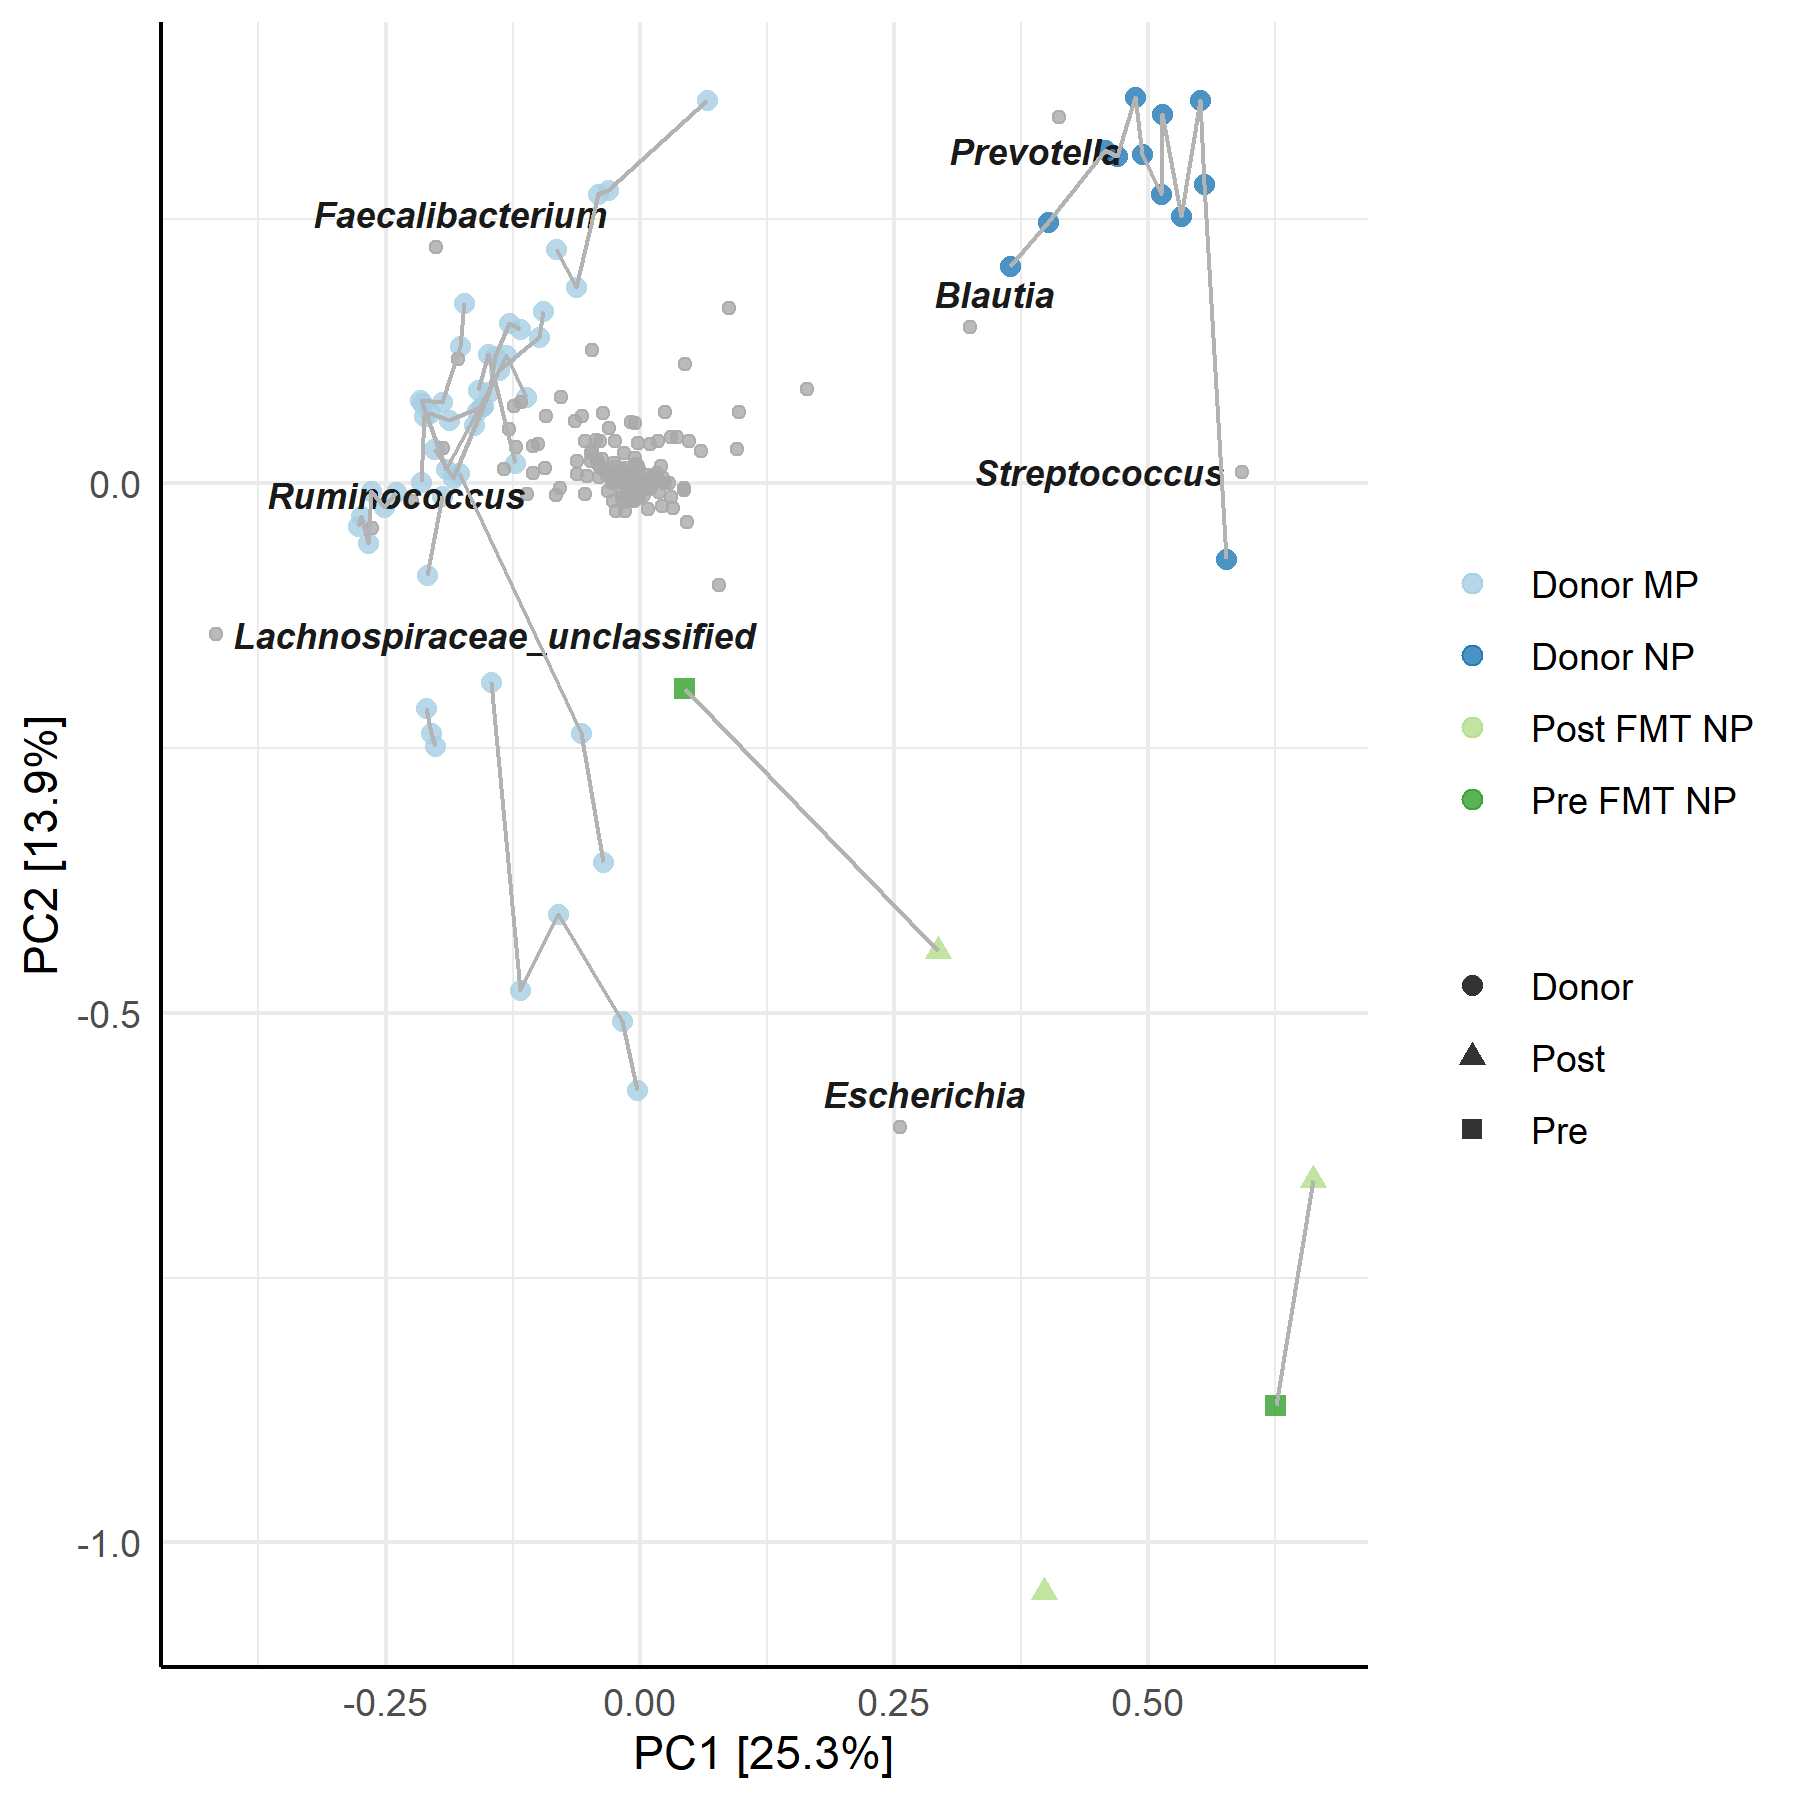 Prevotella
Faecalibacterium
Blautia
Streptococcus
0.0
Ruminococcus
Lachnospiraceae_unclassified
PC2 [13.9%]
-0.5
Escherichia
-1.0
-0.25
0.00
0.25
0.50
PC1 [25.3%]
Donor MP
Donor NP
Post FMT NP
Pre FMT NP
Donor
Post
Pre